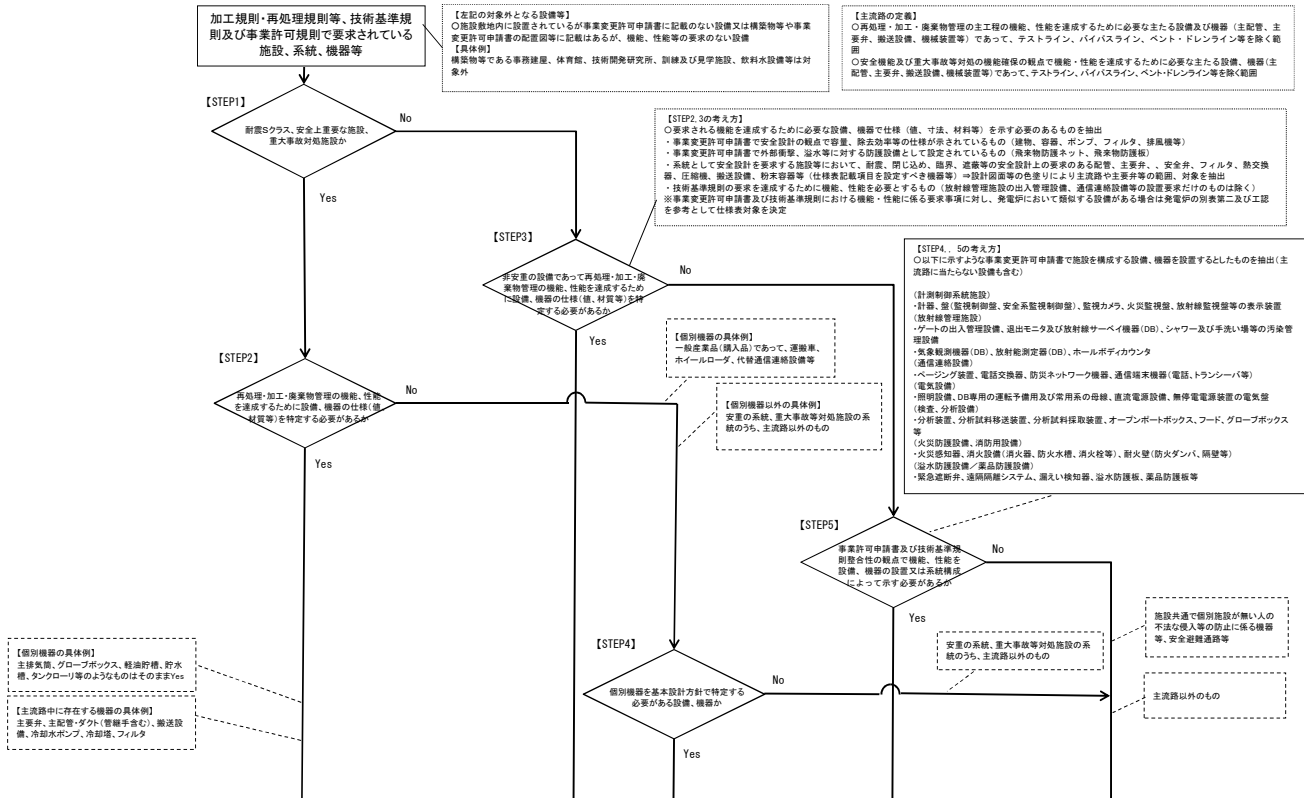 加工規則・再処理規則等、技術基準規
則及び事業許可規則で要求されている
施設、系統、機器等
【左記の対象外となる設備等】
○施設敷地内に設置されているが事業変更許可申請書に記載のない設備又は構築物等や事業
変更許可申請書の配置図等に記載はあるが、機能、性能等の要求のない設備
【具体例】
構築物等である事務建屋、体育館、技術開発研究所、訓練及び見学施設、飲料水設備等は対
象外
【主流路の定義】
○再処理・加工・廃棄物管理の主工程の機能、性能を達成するために必要な主たる設備及び機器(主配管、主
要弁、搬送設備、機械装置等)であって、テストライン、バイパスライン、ベント・ドレンライン等を除く範
囲
○安全機能及び重大事故等対処の機能確保の観点で機能・性能を達成するために必要な主たる設備、機器(主
配管、主要弁、搬送設備、機械装置等)であって、テストライン、バイパスライン、ベント・ドレンライン等を除く範囲
【STEP1】
耐震Sクラス、安全上重要な施設、
重大事故対処施設か
No
Yes
【STEP2,3の考え方】
○要求される機能を達成するために必要な設備、機器で仕様(値、寸法、材料等)を示す必要のあるものを抽出
・事業変更許可申請書で安全設計の観点で容量、除去効率等の仕様が示されているもの(建物、容器、ポンプ、フィルタ、排風機等)
・事業変更許可申請書で外部衝撃、溢水等に対する防護設備として設定されているもの(飛来物防護ネット、飛来物防護板)
・系統として安全設計を要求する施設等において、耐震、閉じ込め、臨界、遮蔽等の安全設計上の要求のある配管、主要弁、、安全弁、フィルタ、熱交換
器、圧縮機、搬送設備、粉末容器等(仕様表記載項目を設定すべき機器等)⇒設計図面等の色塗りにより主流路や主要弁等の範囲、対象を抽出
・技術基準規則の要求を達成するために機能、性能を必要とするもの(放射線管理施設の出入管理設備、通信連絡設備等の設置要求だけのものは除く)
※事業変更許可申請書及び技術基準規則における機能・性能に係る要求事項に対し、発電炉において類似する設備がある場合は発電炉の別表第二及び工認
を参考として仕様表対象を決定
【STEP3】
非安重の設備であって再処理・加工・廃
棄物管理の機能、性能を達成するため
に設備、機器の仕様(値、材質等)を特
定する必要があるか
No
Yes
【STEP4,.5の考え方】
○以下に示すような事業変更許可申請書で施設を構成する設備、機器を設置するとしたものを抽出(主
流路に当たらない設備も含む)
(計測制御系統施設)
・計器、盤(監視制御盤、安全系監視制御盤)、監視カメラ、火災監視盤、放射線監視盤等の表示装置
(放射線管理施設)
・ゲートの出入管理設備、退出モニタ及び放射線サーベイ機器(DB)、シャワー及び手洗い場等の汚染管
理設備
・気象観測機器(DB)、放射能測定器(DB)、ホールボディカウンタ
(通信連絡設備)
・ページング装置、電話交換器、防災ネットワーク機器、通信端末機器(電話、トランシーバ等)
(電気設備)
・照明設備、DB専用の運転予備用及び常用系の母線、直流電源設備、無停電電源装置の電気盤
(検査、分析設備)
・分析装置、分析試料移送装置、分析試料採取装置、オープンポートボックス、フード、グローブボックス
等
(火災防護設備、消防用設備)
・火災感知器、消火設備(消火器、防火水槽、消火栓等)、耐火壁(防火ダンパ、隔壁等)
(溢水防護設備/薬品防護設備)
・緊急遮断弁、遠隔隔離システム、漏えい検知器、溢水防護板、薬品防護板等
【STEP2】
再処理・加工・廃棄物管理の機能、性能
を達成するために設備、機器の仕様(値、
材質等)を特定する必要があるか
No
Yes
【個別機器の具体例】
一般産業品(購入品)であって、運搬車、
ホイールローダ、代替通信連絡設備等
【個別機器以外の具体例】
安重の系統、重大事故等対処施設の系
統のうち、主流路以外のもの
【STEP5】
事業許可申請書及び技術基準規
則整合性の観点で機能、性能を
設備、機器の設置又は系統構成
によって示す必要があるか
No
Yes
【STEP4】
個別機器を基本設計方針で特定する
必要がある設備、機器か
No
Yes
安重の系統、重大事故等対処施設の系
統のうち、主流路以外のもの
施設共通で個別施設が無い人の
不法な侵入等の防止に係る機器
等、安全避難通路等
主流路以外のもの
【個別機器の具体例】
主排気筒、グローブボックス、軽油貯槽、貯水
槽、タンクローリ等のようなものはそのままYes
【主流路中に存在する機器の具体例】
主要弁、主配管・ダクト(管継手含む)、搬送設
備、冷却水ポンプ、冷却塔、フィルタ